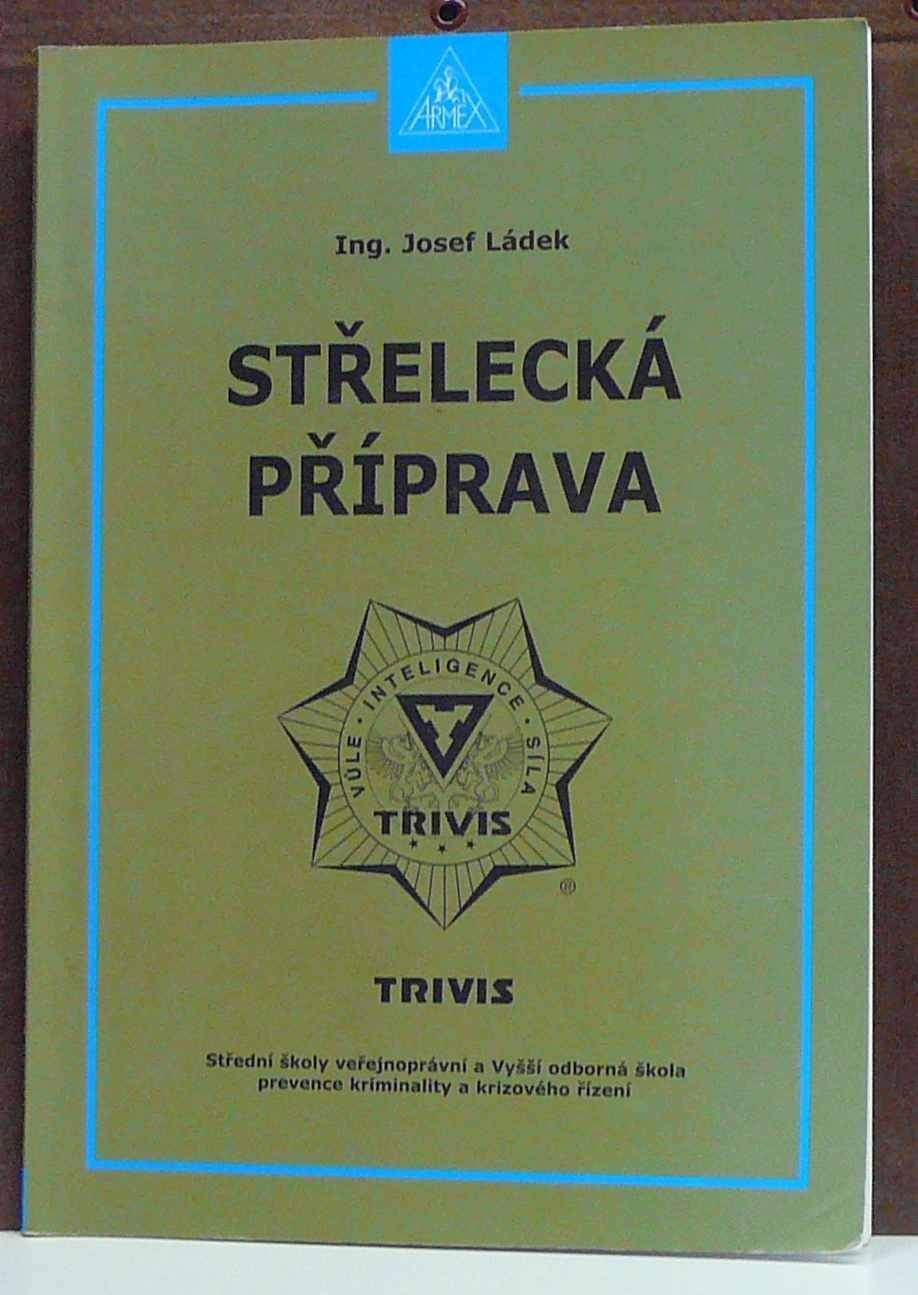 ARMEX
Ing. Josef Ládek
STŘELECKÁ
PŘÍPRAVA
VŮLE · INTELIGENCE · SÍLA
TRIVIS
®
TRIVIS
Střední školy veřejnoprávní a Vyšší odborná škola
prevence kriminality a krizového řízení